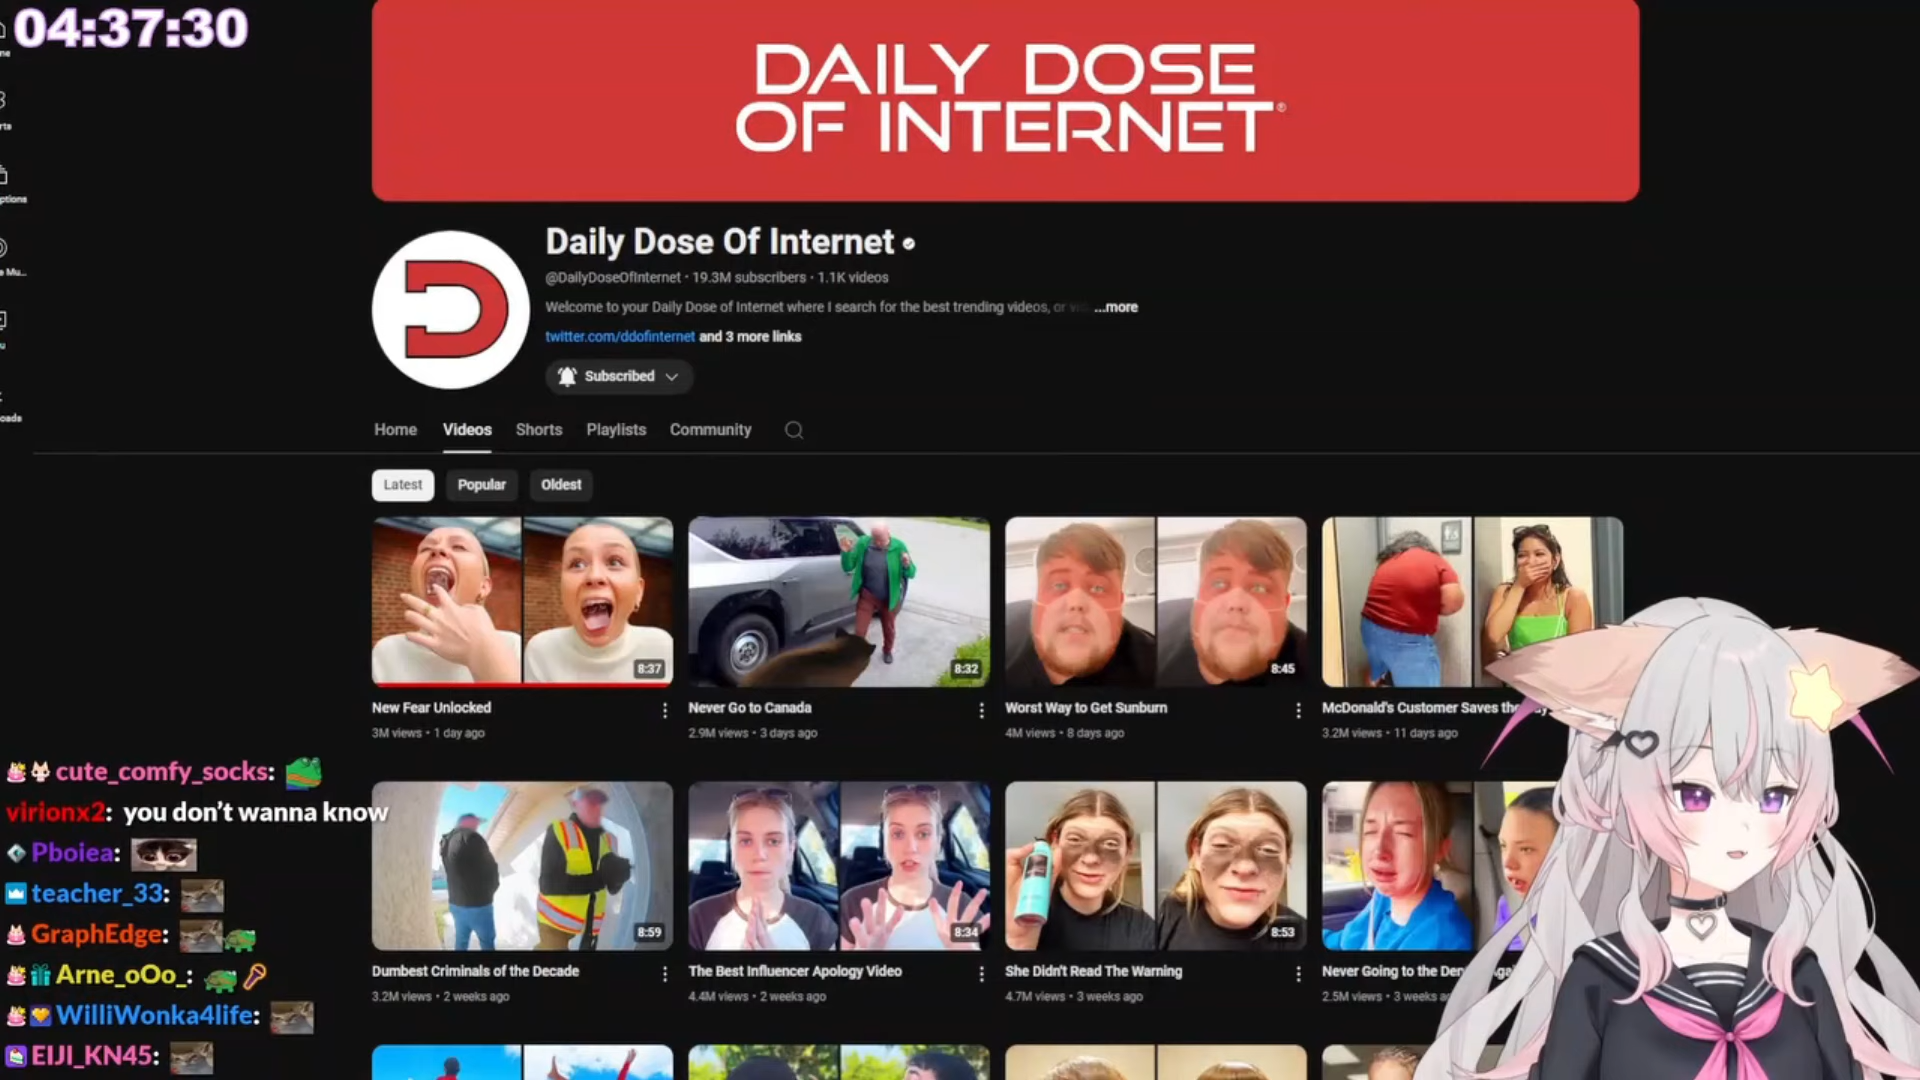 04:37:30
DAILY DOSE
OF INTERNET®
Daily Dose Of Internet
@DailyDoseOfInternet · 19.3M subscribers · 1.1K videos
Welcome to your Daily Dose of Internet where I search for the best trending videos, or ...more
twitter.com/ddofinternet and 3 more links
Subscribed
Home Videos Shorts Playlists Community
Latest Popular Oldest
8:37 8:32 8:45
New Fear Unlocked Never Go to Canada Worst Way to Get Sunburn McDonald's Customer Saves
3M views · 1 day ago 2.9M views · 3 days ago 4M views · 8 days ago 3.2M views · 11 days ago
8:59 8:34 8:53
Dumbest Criminals of the Decade The Best Influencer Apology Video She Didn't Read The Warning Never Going to the
3.2M views · 2 weeks ago 4.4M views · 2 weeks ago 4.7M views · 3 weeks ago 2.5M views · 3 weeks
cute_comfy_socks:
virionx2: you don't wanna know
Pboiea:
teacher_33:
GraphEdge:
Arne_oOo_:
WilliWonka4life:
EIJI_KN45: